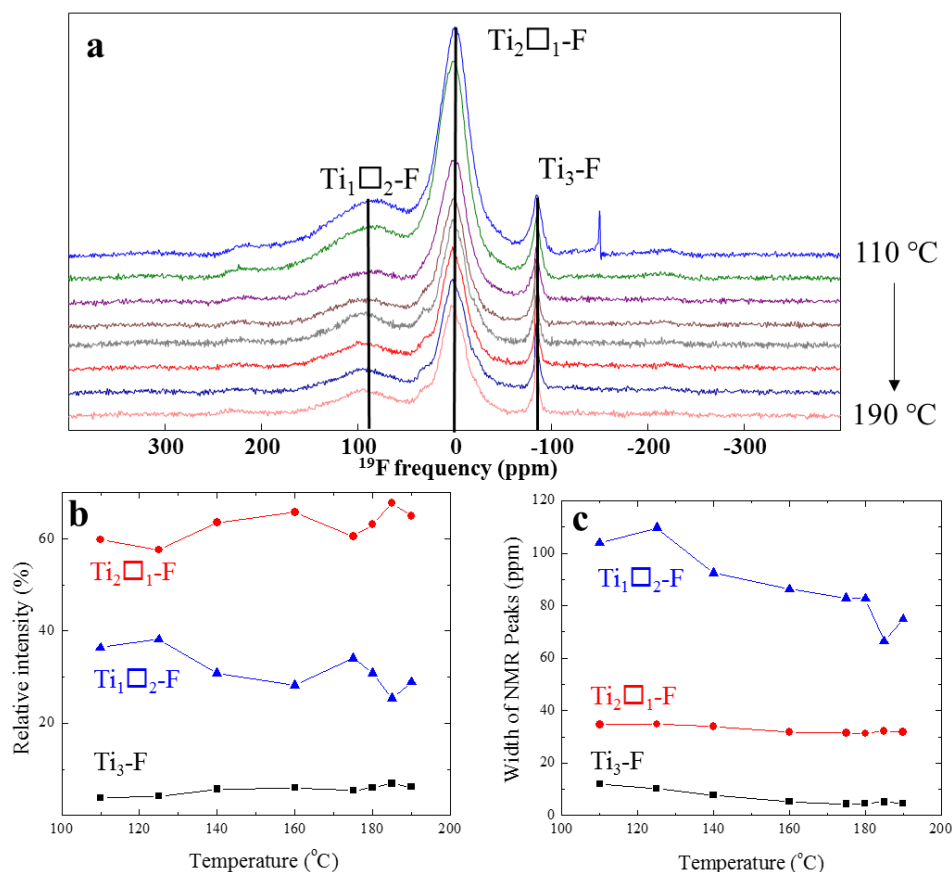 a
Ti₂□₁-F
Ti₁□₂-F
Ti₃-F
110 °C
190 °C
300 200 100 0 -100 -200 -300
¹⁹F frequency (ppm)
b
Relative intensity (%)
60
40
20
Ti₂□₁-F
Ti₁□₂-F
Ti₃-F
100 120 140 160 180 200
Temperature (°C)
c
Width of NMR Peaks (ppm)
120
100
80
60
40
20
0
Ti₁□₂-F
Ti₂□₁-F
Ti₃-F
100 120 140 160 180 200
Temperature (°C)